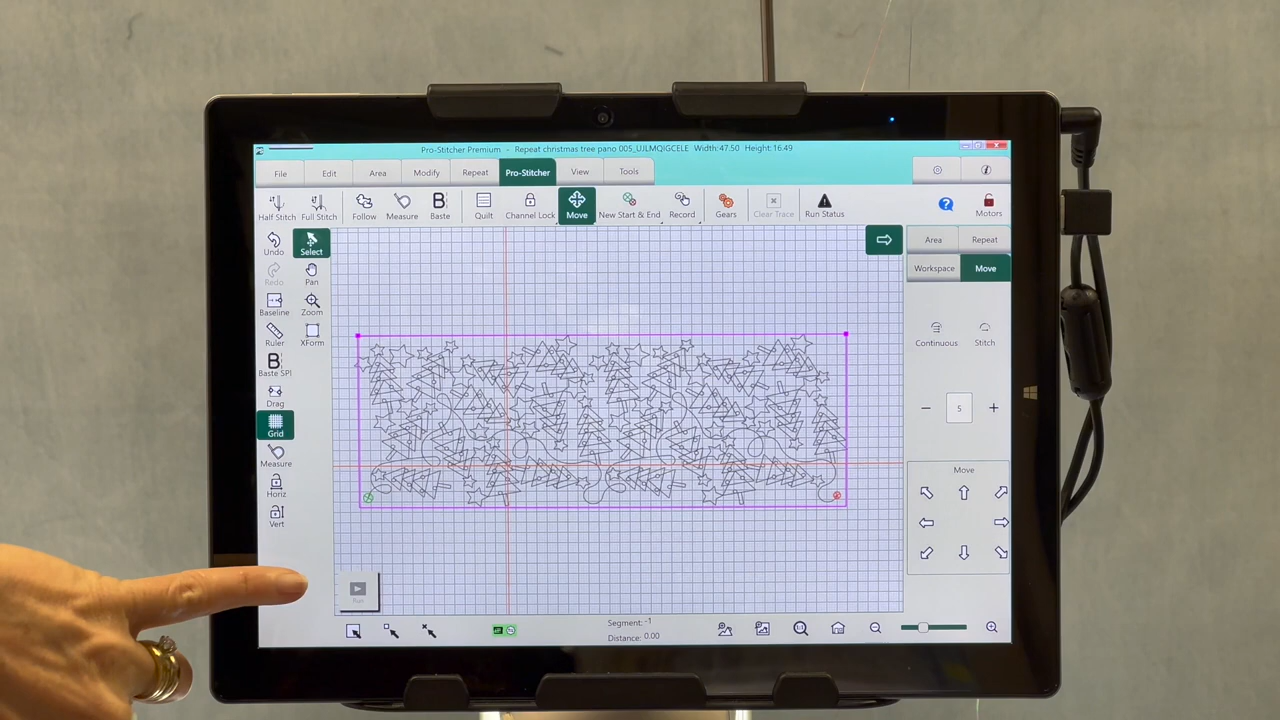 Pro-Stitcher Premium - Repeat christmas tree pano 005_UJLMQIGCELE Width:47.50 Height:16.49
File Edit Area Modify Repeat Pro-Stitcher View Tools
Half Stitch Full Stitch Follow Measure Baste Quilt Channel Lock Move New Start & End Record Gears Clear Trace Run Status Motors
Undo Select
Redo Pan
Baseline Zoom
Ruler XForm
Baste SPI
Drag
Grid
Measure
Horiz
Vert
Area Repeat
Workspace Move
Continuous Stitch
5
Move
Run
Segment: -1
Distance: 0.00